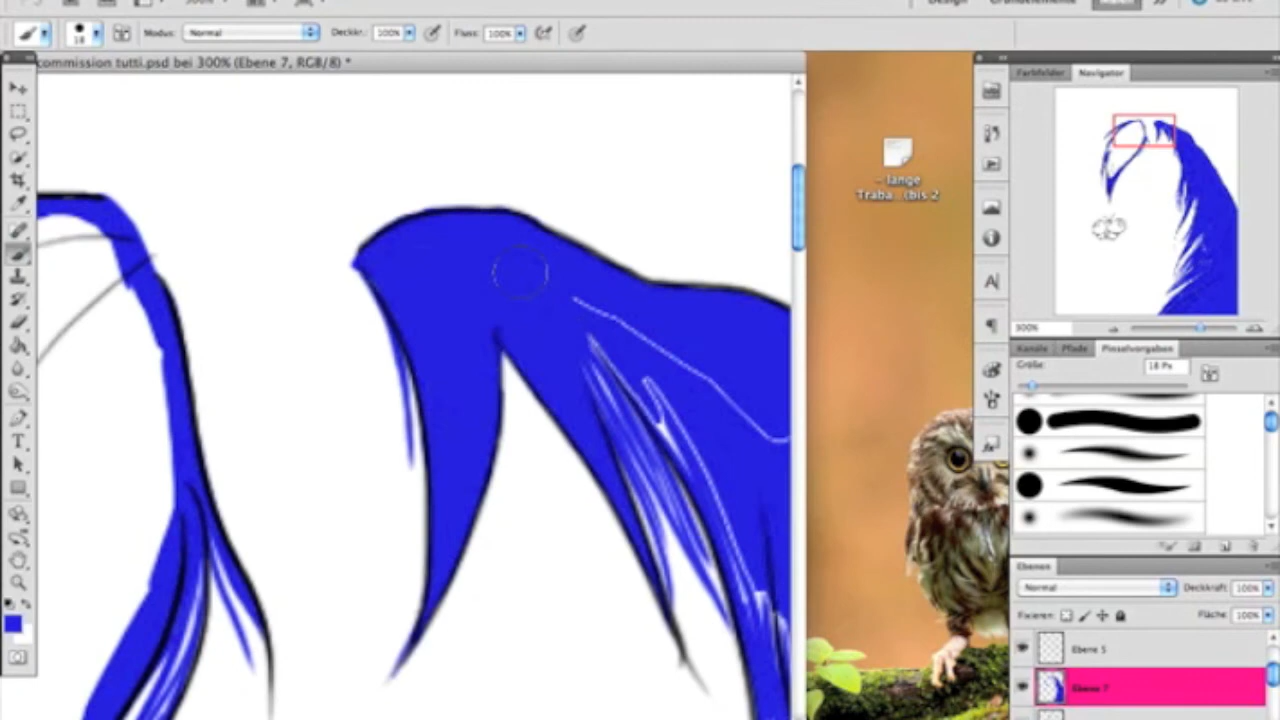 Design
Modus: Normal Deckkr.: 100% Fluss: 100%
18
commission tutti.psd bei 300% (Ebene 7, RGB/8) *
Farbfelder Navigator
– lange
Traba...(bis 2
300%
Kanäle Pfade Pinselvorgaben
Größe: 18 Px
Ebenen
Normal Deckkraft: 100%
Fixieren: Fläche: 100%
Ebene 5
Ebene 7